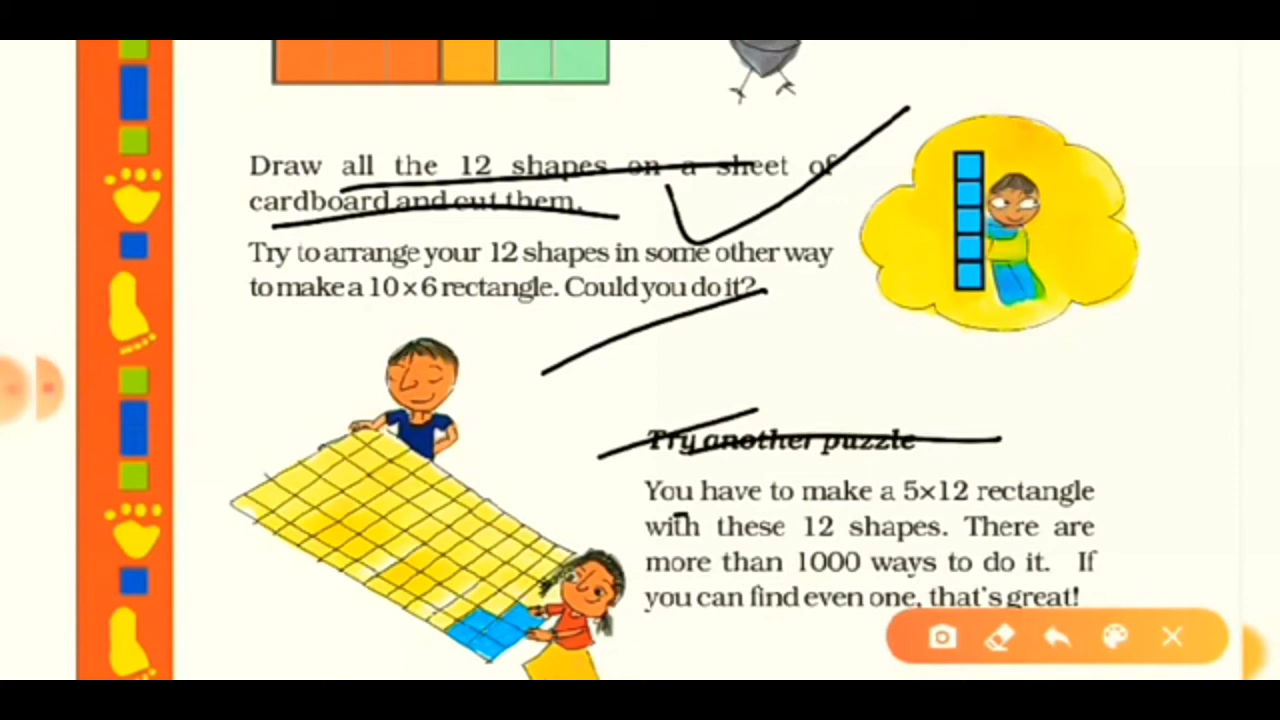 Draw all the 12 shapes on a sheet of
cardboard and cut them.
Try to arrange your 12 shapes in some other way
to make a 10×6 rectangle. Could you do it?
Try another puzzle
You have to make a 5×12 rectangle
with these 12 shapes. There are
more than 1000 ways to do it. If
you can find even one, that's great!